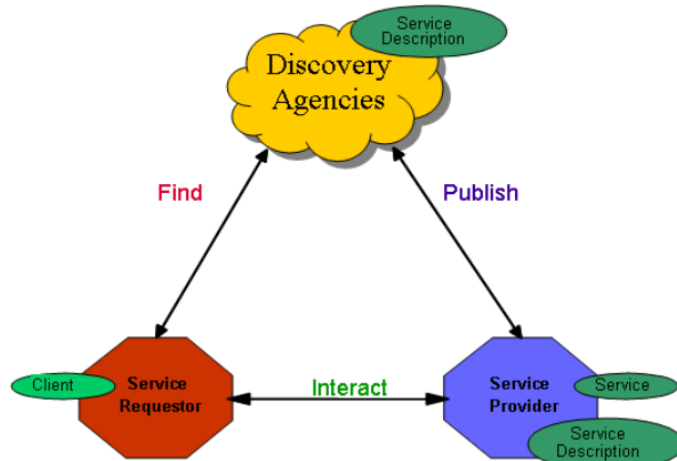 Service
Description
Discovery
Agencies
Find
Publish
Client
Service
Requestor
Interact
Service
Provider
Service
Service
Description